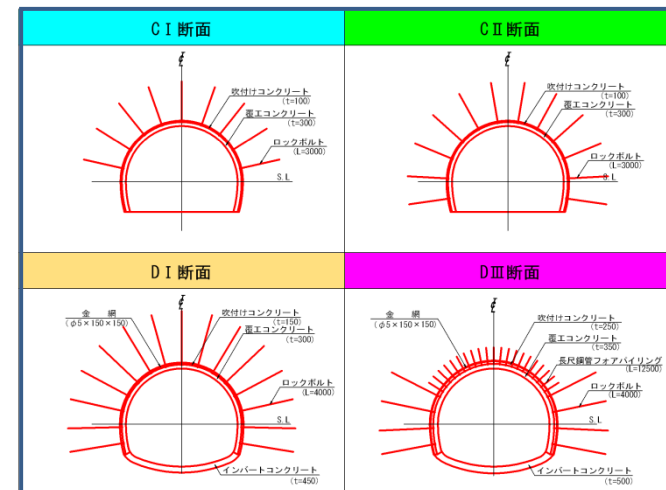 CⅠ断面
℄
吹付けコンクリート
(t=100)
覆工コンクリート
(t=300)
ロックボルト
(L=3000)
S.L
CⅡ断面
℄
吹付けコンクリート
(t=100)
覆工コンクリート
(t=300)
ロックボルト
(L=3000)
S.L
DⅠ断面
℄
金 網
(φ5×150×150)
吹付けコンクリート
(t=150)
覆工コンクリート
(t=300)
ロックボルト
(L=4000)
S.L
インバートコンクリート
(t=450)
DⅢ断面
℄
金 網
(φ5×150×150)
吹付けコンクリート
(t=250)
覆工コンクリート
(t=350)
長尺鋼管フォアパイリング
(L=12500)
ロックボルト
(L=4000)
S.L
インバートコンクリート
(t=500)